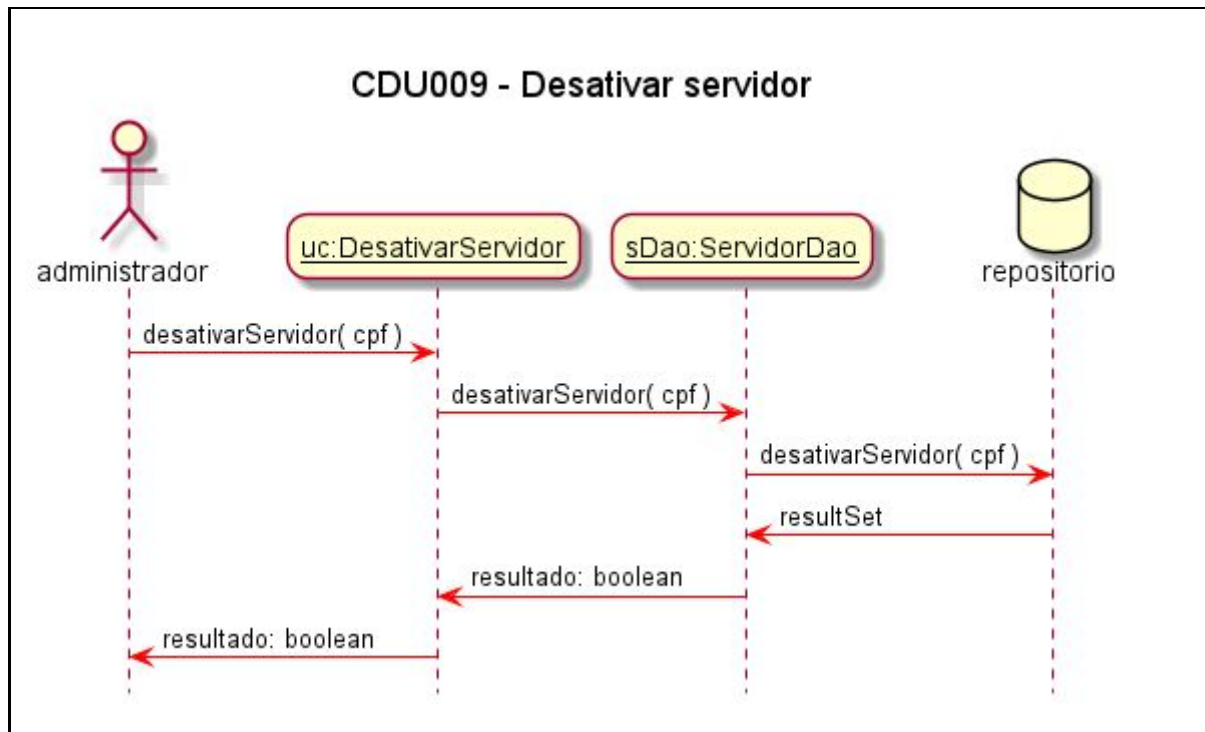 CDU009 - Desativar servidor
administrador
uc:DesativarServidor
sDao:ServidorDao
repositorio
desativarServidor( cpf )
desativarServidor( cpf )
desativarServidor( cpf )
resultSet
resultado: boolean
resultado: boolean